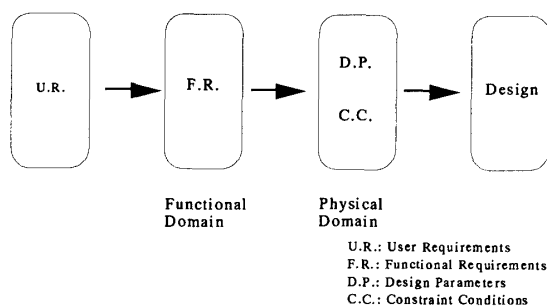 U.R.
F.R.
D.P.
C.C.
Design
Functional
Domain
Physical
Domain
U.R.: User Requirements
F.R.: Functional Requirements
D.P.: Design Parameters
C.C.: Constraint Conditions